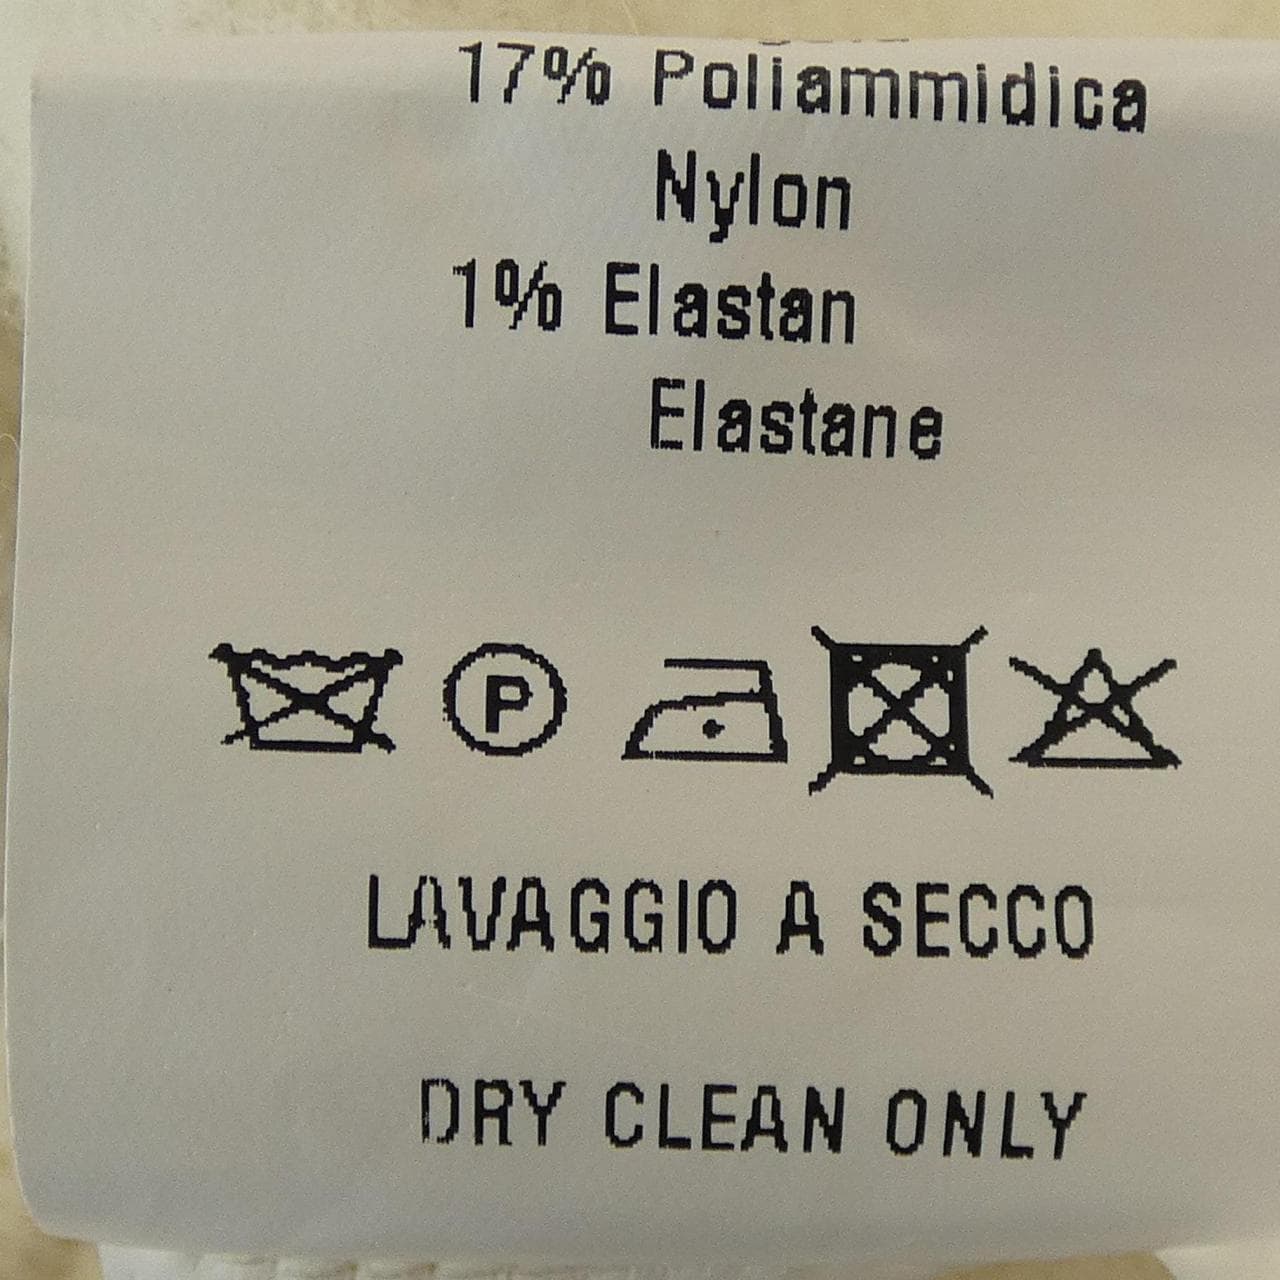 17% Poliammidica
Nylon
1% Elastan
Elastane
P
LAVAGGIO A SECCO
DRY CLEAN ONLY